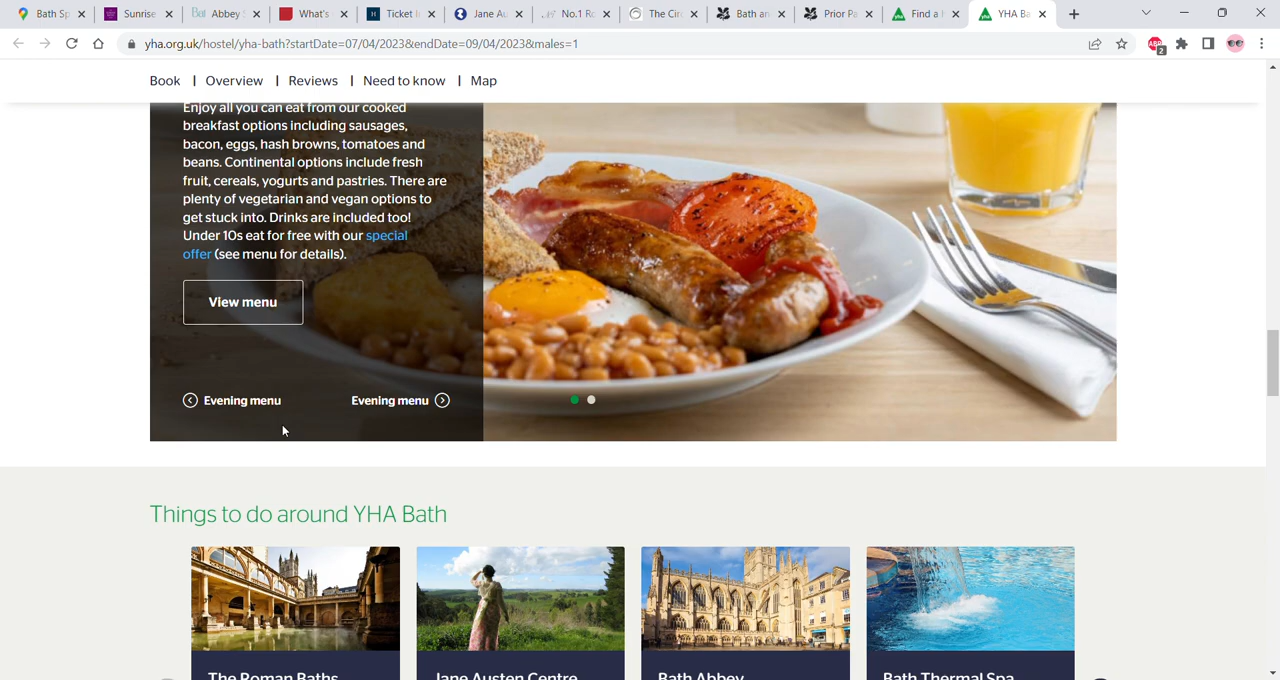 Bath Sp
Sunrise
Abbey
What's
Ticket
Jane Au
No.1 Ro
The Circ
Bath an
Prior Pa
Find a
YHA Ba
yha.org.uk/hostel/yha-bath?startDate=07/04/2023&endDate=09/04/2023&males=1
2
Book | Overview | Reviews | Need to know | Map
Enjoy all you can eat from our cooked
breakfast options including sausages,
bacon, eggs, hash browns, tomatoes and
beans. Continental options include fresh
fruit, cereals, yogurts and pastries. There are
plenty of vegetarian and vegan options to
get stuck into. Drinks are included too!
Under 10s eat for free with our special
offer (see menu for details).
View menu
Evening menu
Evening menu
Things to do around YHA Bath
The Roman Baths
Jane Austen Centre
Bath Abbey
Bath Thermal Spa